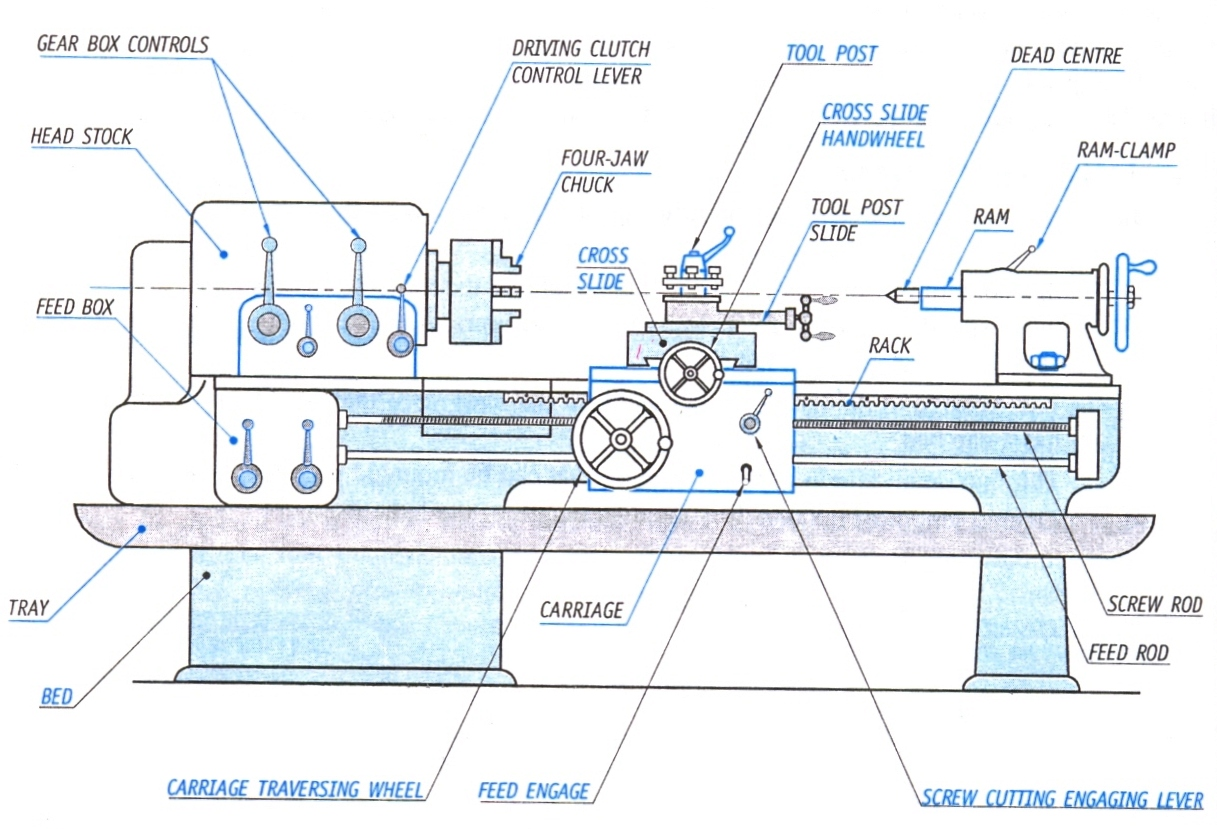 GEAR BOX CONTROLS
DRIVING CLUTCH
CONTROL LEVER
TOOL POST
DEAD CENTRE
HEAD STOCK
FOUR-JAW
CHUCK
CROSS SLIDE
HANDWHEEL
RAM-CLAMP
TOOL POST
SLIDE
RAM
CROSS
SLIDE
FEED BOX
RACK
TRAY
CARRIAGE
SCREW ROD
FEED ROD
BED
CARRIAGE TRAVERSING WHEEL
FEED ENGAGE
SCREW CUTTING ENGAGING LEVER